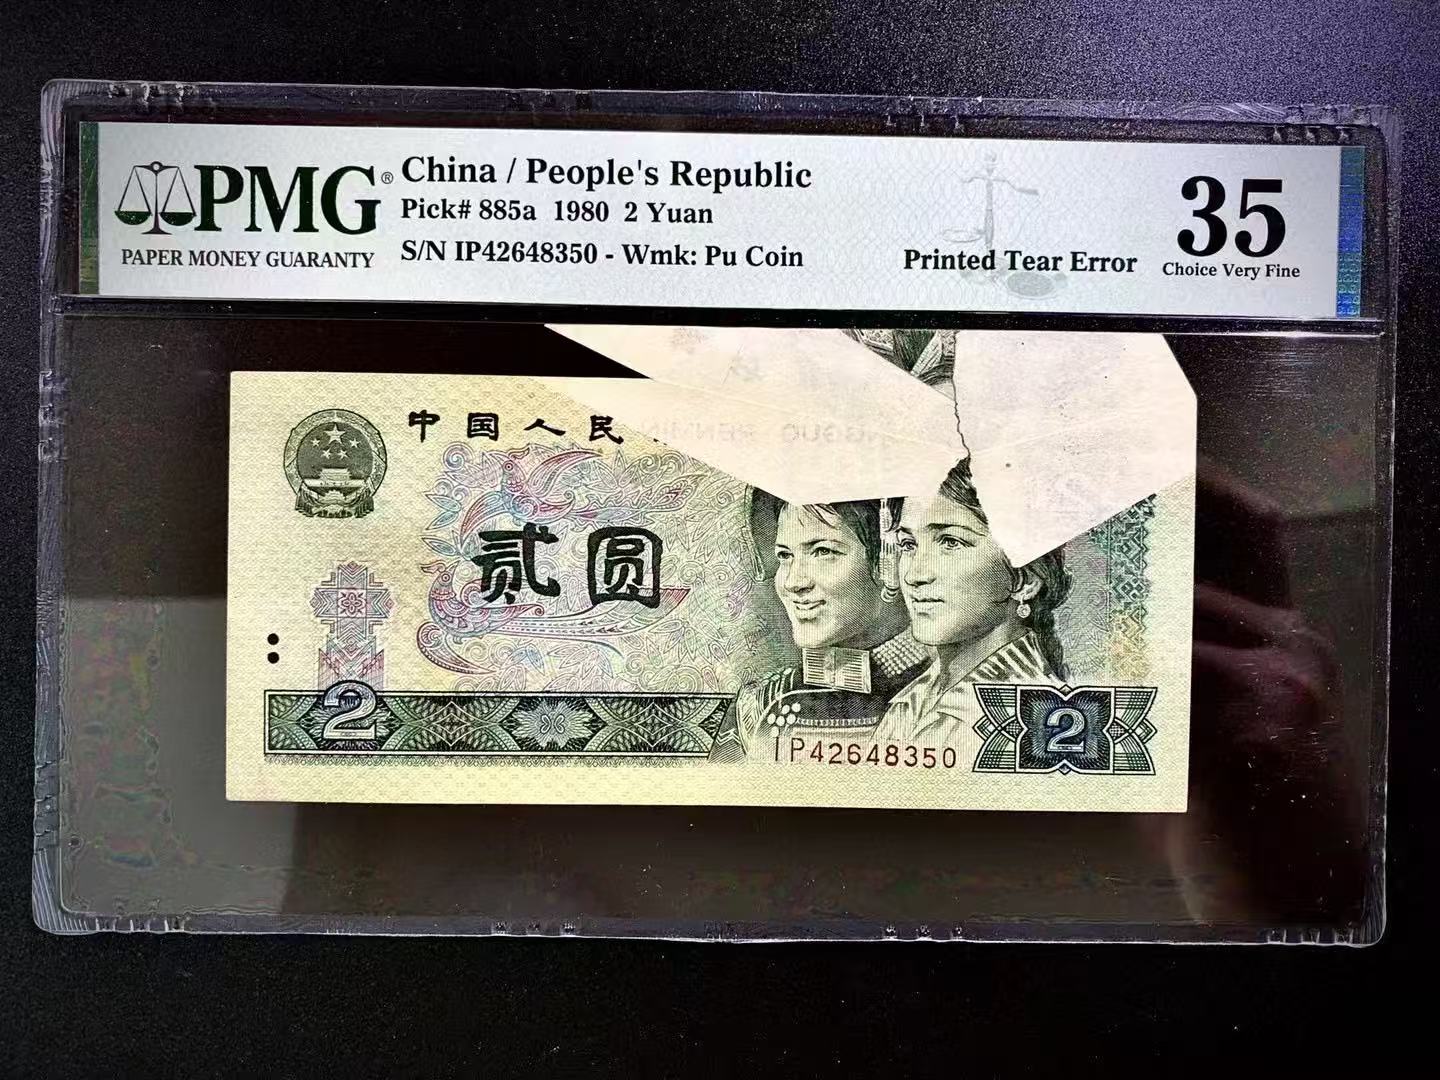 PMG® China / People's Republic
Pick# 885a 1980 2 Yuan
S/N IP42648350 - Wmk: Pu Coin
PAPER MONEY GUARANTY
Printed Tear Error
35
Choice Very Fine
中国人民
贰圆
2
IP42648350
2